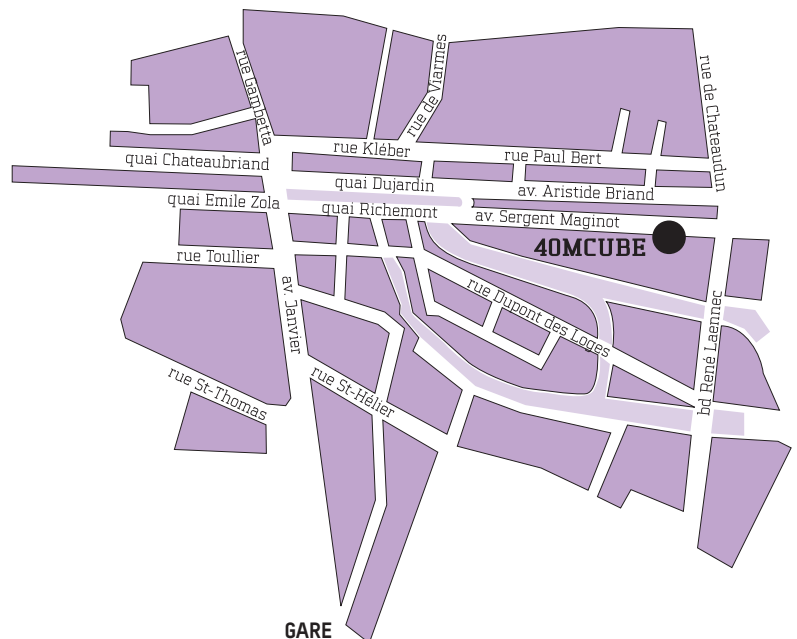 rue Gambetta
rue de Viarmes
rue de Chateaudun
rue Kléber
rue Paul Bert
quai Chateaubriand
quai Dujardin
av. Aristide Briand
quai Emile Zola
quai Richemont
av. Sergent Maginot
40MCUBE
rue Toullier
av. Janvier
rue Dupont des Loges
bd René Laennec
rue St-Thomas
rue St-Hélier
GARE